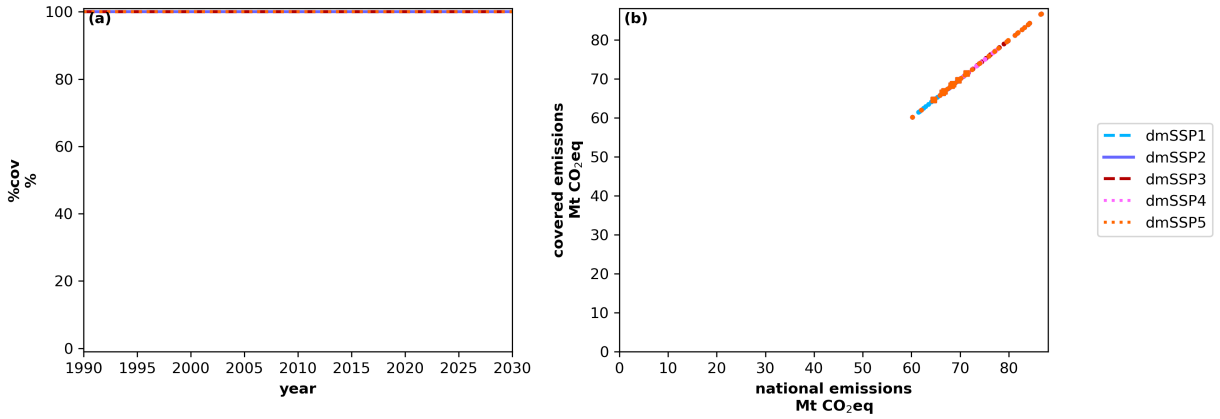 (a)
100
80
60
40
20
0
%cov
%
1990 1995 2000 2005 2010 2015 2020 2025 2030
year
(b)
80
70
60
50
40
30
20
10
0
covered emissions
Mt CO₂eq
0 10 20 30 40 50 60 70 80
national emissions
Mt CO₂eq
dmSSP1
dmSSP2
dmSSP3
dmSSP4
dmSSP5